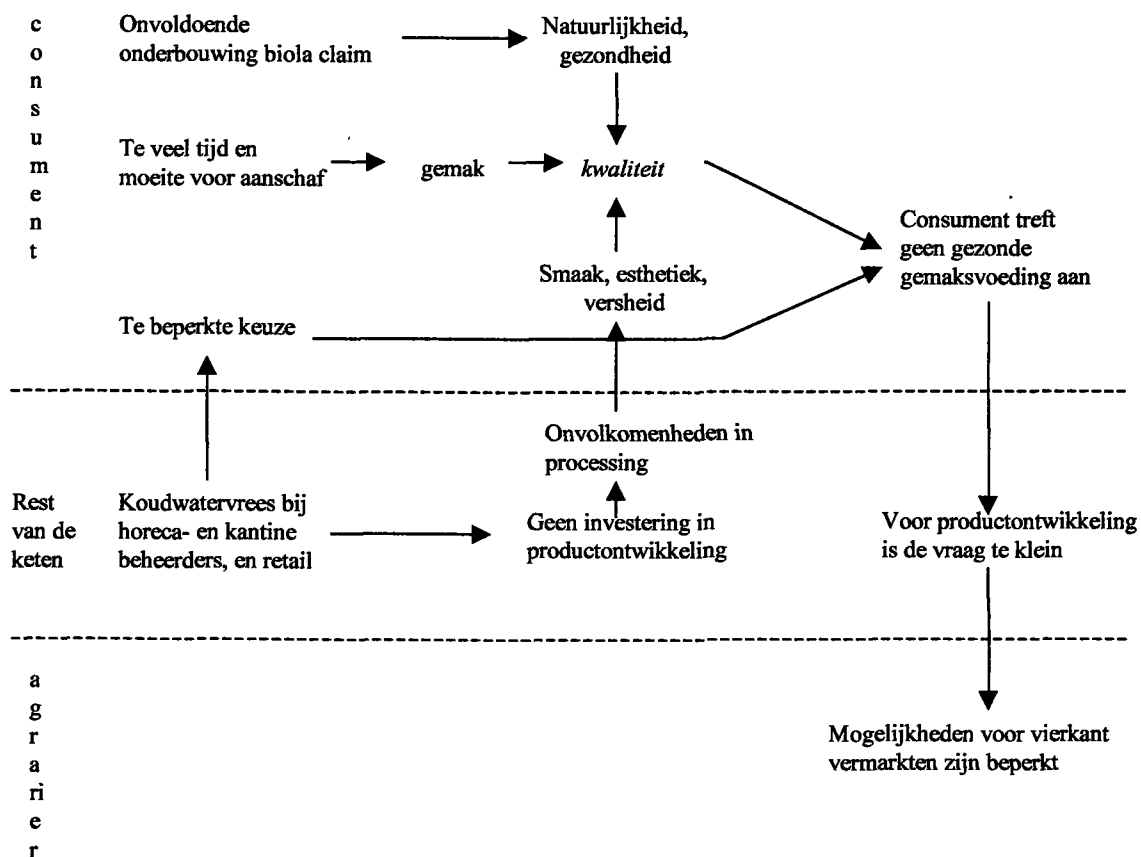 consument
Onvoldoende
onderbouwing biola claim
Natuurlijkheid,
gezondheid
Te veel tijd en
moeite voor aanschaf
gemak
kwaliteit
Consument treft
geen gezonde
gemaksvoeding aan
Smaak, esthetiek,
versheid
Te beperkte keuze
Onvolkomenheden in
processing
Rest
van de
keten
Koudwatervrees bij
horeca- en kantine
beheerders, en retail
Geen investering in
productontwikkeling
Voor productontwikkeling
is de vraag te klein
agrarier
Mogelijkheden voor vierkant
vermarkten zijn beperkt